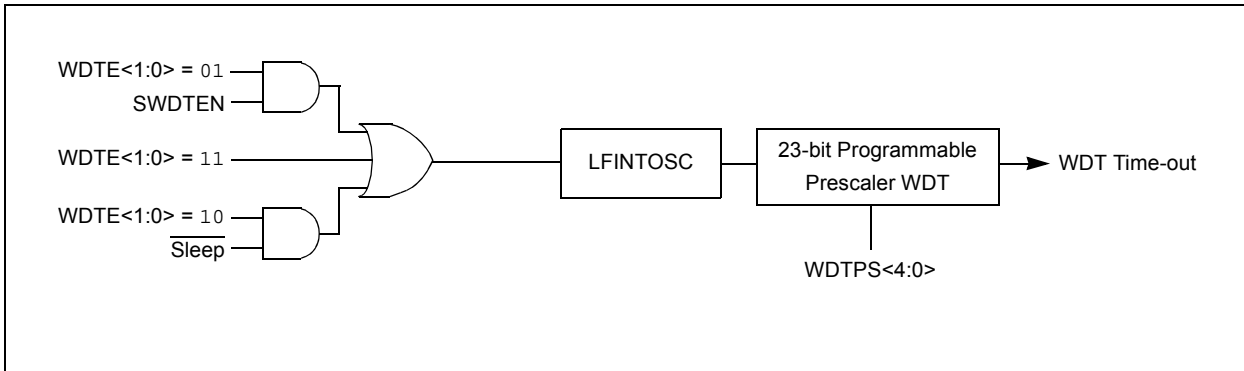 WDTE<1:0> = 01
SWDTEN
WDTE<1:0> = 11
WDTE<1:0> = 10
Sleep
LFINTOSC
23-bit Programmable
Prescaler WDT
WDT Time-out
WDTPS<4:0>